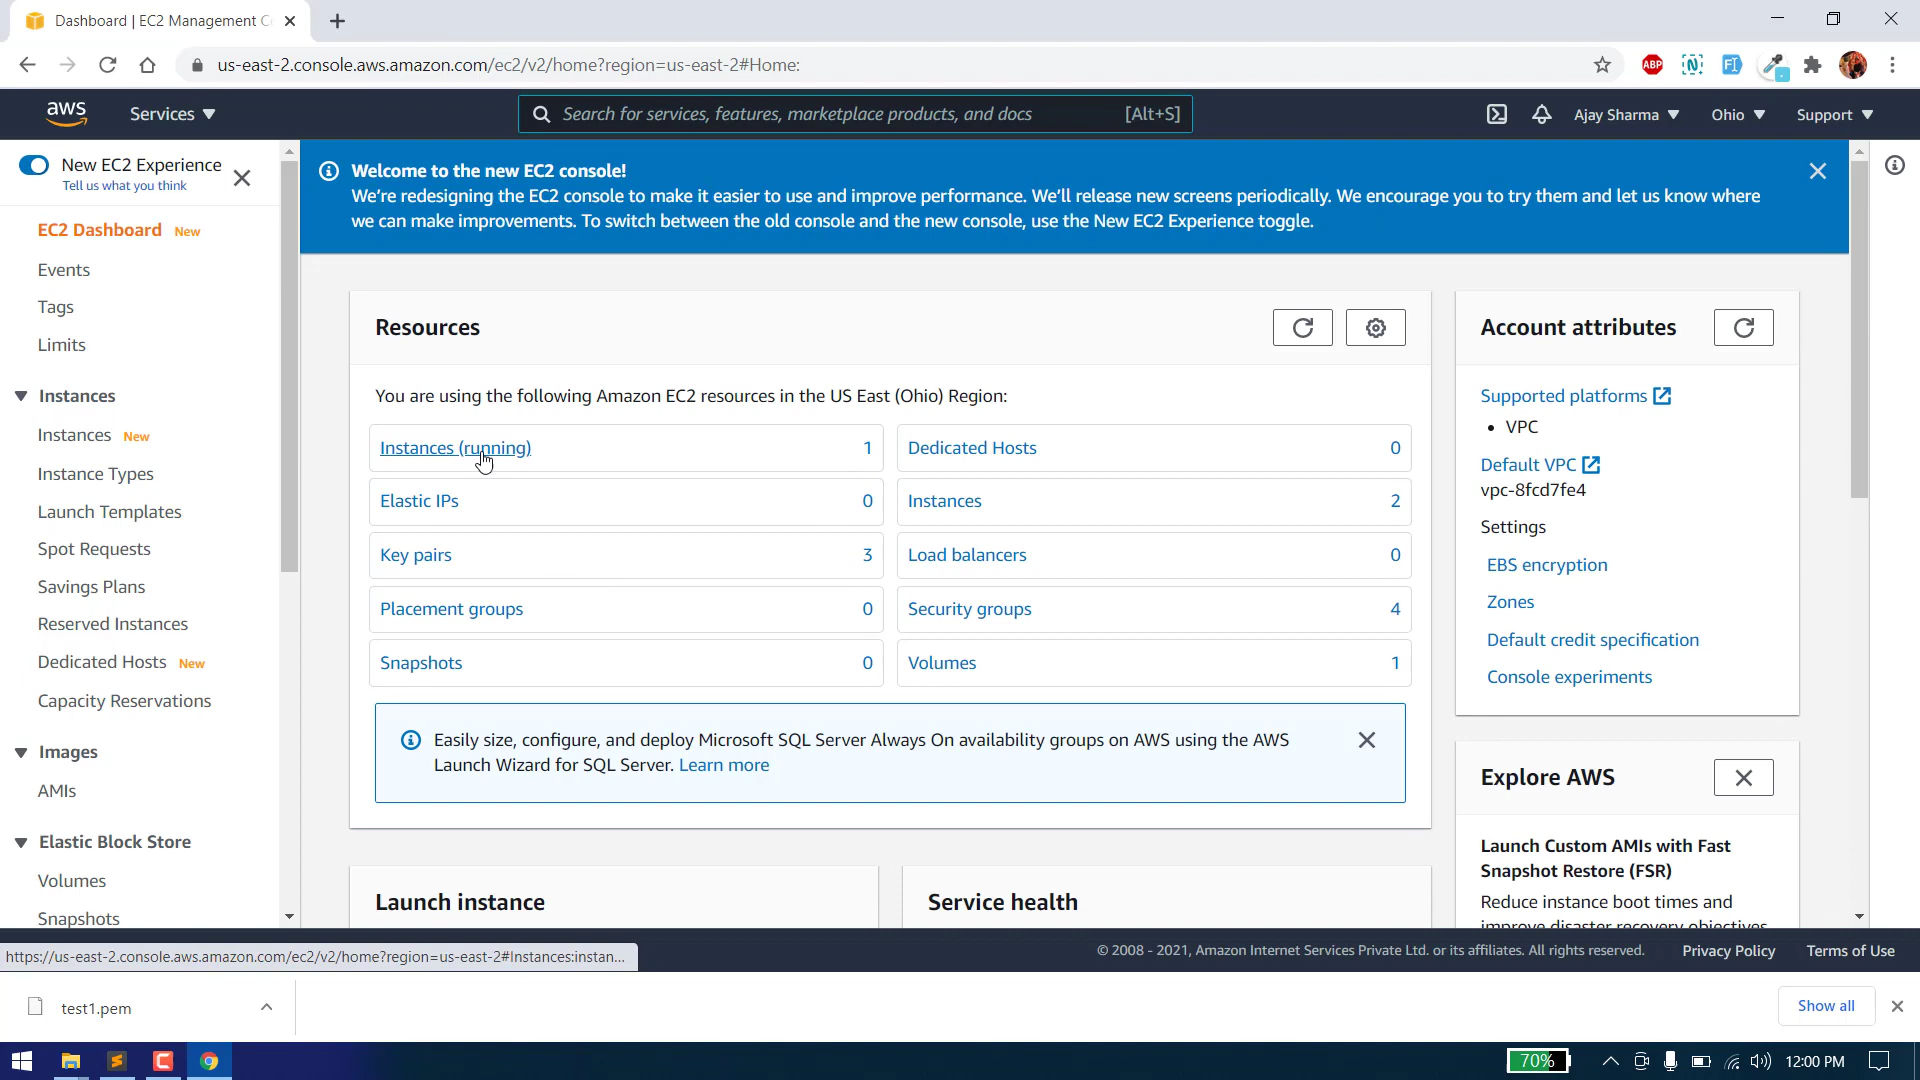 Dashboard | EC2 Management C
us-east-2.console.aws.amazon.com/ec2/v2/home?region=us-east-2#Home:
ABP
N
FI
aws
Services
Search for services, features, marketplace products, and docs
[Alt+S]
Ajay Sharma
Ohio
Support
New EC2 Experience
Tell us what you think
EC2 Dashboard New
Events
Tags
Limits
Instances
Instances New
Instance Types
Launch Templates
Spot Requests
Savings Plans
Reserved Instances
Dedicated Hosts New
Capacity Reservations
Images
AMIs
Elastic Block Store
Volumes
Snapshots
Welcome to the new EC2 console!
We're redesigning the EC2 console to make it easier to use and improve performance. We'll release new screens periodically. We encourage you to try them and let us know where
we can make improvements. To switch between the old console and the new console, use the New EC2 Experience toggle.
Resources
You are using the following Amazon EC2 resources in the US East (Ohio) Region:
Instances (running) 1
Dedicated Hosts 0
Elastic IPs 0
Instances 2
Key pairs 3
Load balancers 0
Placement groups 0
Security groups 4
Snapshots 0
Volumes 1
Easily size, configure, and deploy Microsoft SQL Server Always On availability groups on AWS using the AWS
Launch Wizard for SQL Server. Learn more
Launch instance
Service health
Account attributes
Supported platforms
• VPC
Default VPC
vpc-8fcd7fe4
Settings
EBS encryption
Zones
Default credit specification
Console experiments
Explore AWS
Launch Custom AMIs with Fast
Snapshot Restore (FSR)
Reduce instance boot times and
improve disaster recovery objectives
https://us-east-2.console.aws.amazon.com/ec2/v2/home?region=us-east-2#Instances:instan...
© 2008 - 2021, Amazon Internet Services Private Ltd. or its affiliates. All rights reserved.
Privacy Policy
Terms of Use
test1.pem
Show all
70%
12:00 PM